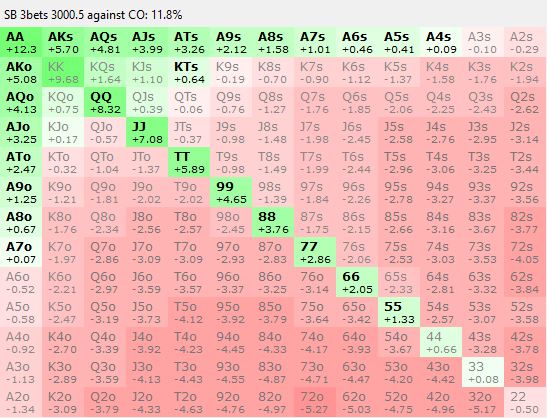 SB 3bets 3000.5 against CO: 11.8%
AA AKs AQs AJs ATs A9s A8s A7s A6s A5s A4s A3s A2s
+12.3 +5.70 +4.81 +3.99 +3.26 +2.12 +1.58 +1.01 +0.46 +0.41 +0.09 -0.10 -0.29
AKo KK KQs KJs KTs K9s K8s K7s K6s K5s K4s K3s K2s
+5.08 +9.68 +1.64 +1.10 +0.64 -0.19 -0.70 -0.90 -1.12 -1.37 -1.58 -1.76 -1.94
AQo KQo QQ QJs QTs Q9s Q8s Q7s Q6s Q5s Q4s Q3s Q2s
+4.13 +0.75 +8.32 +0.39 -0.06 -0.76 -1.27 -1.76 -1.85 -2.06 -2.25 -2.43 -2.62
AJo KJo QJo JJ JTs J9s J8s J7s J6s J5s J4s J3s J2s
+3.25 +0.17 -0.57 +7.08 -0.37 -0.98 -1.48 -1.98 -2.45 -2.58 -2.76 -2.95 -3.14
ATo KTo QTo JTo TT T9s T8s T7s T6s T5s T4s T3s T2s
+2.47 -0.32 -1.04 -1.37 +5.89 -0.98 -1.49 -1.99 -2.44 -2.96 -3.06 -3.25 -3.44
A9o K9o Q9o J9o T9o 99 98s 97s 96s 95s 94s 93s 92s
+1.25 -1.21 -1.81 -2.02 -2.02 +4.65 -1.39 -1.84 -2.26 -2.78 -3.27 -3.37 -3.56
A8o K8o Q8o J8o T8o 98o 88 87s 86s 85s 84s 83s 82s
+0.67 -1.76 -2.34 -2.56 -2.57 -2.45 +3.76 -1.75 -2.15 -2.66 -3.16 -3.67 -3.77
A7o K7o Q7o J7o T7o 97o 87o 77 76s 75s 74s 73s 72s
+0.07 -1.97 -2.86 -3.09 -3.09 -2.93 -2.83 +2.86 -2.06 -2.53 -3.03 -3.53 -4.05
A6o K6o Q6o J6o T6o 96o 86o 76o 66 65s 64s 63s 62s
-0.52 -2.21 -2.97 -3.59 -3.57 -3.37 -3.25 -3.14 +2.05 -2.33 -2.81 -3.32 -3.84
A5o K5o Q5o J5o T5o 95o 85o 75o 65o 55 54s 53s 52s
-0.58 -2.47 -3.19 -3.73 -4.12 -3.92 -3.79 -3.64 -3.42 +1.33 -2.57 -3.07 -3.58
A4o K4o Q4o J4o T4o 94o 84o 74o 64o 54o 44 43s 42s
-0.92 -2.70 -3.39 -3.92 -4.23 -4.45 -4.33 -4.17 -3.93 -3.67 +0.66 -3.28 -3.78
A3o K3o Q3o J3o T3o 93o 83o 73o 63o 53o 43o 33 32s
-1.13 -2.89 -3.59 -4.13 -4.43 -4.55 -4.87 -4.71 -4.47 -4.20 -4.42 +0.08 -3.98
A2o K2o Q2o J2o T2o 92o 82o 72o 62o 52o 42o 32o 22
-1.34 -3.09 -3.79 -4.33 -4.63 -4.76 -4.97 -5.27 -5.03 -4.75 -4.96 -5.17 -0.50